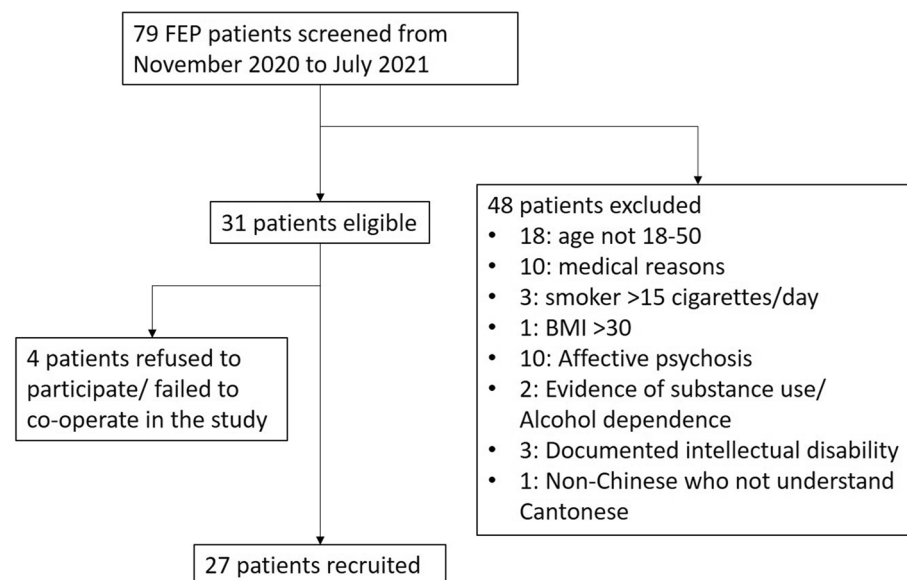 79 FEP patients screened from
November 2020 to July 2021
31 patients eligible
48 patients excluded
• 18: age not 18-50
• 10: medical reasons
• 3: smoker >15 cigarettes/day
• 1: BMI >30
• 10: Affective psychosis
• 2: Evidence of substance use/
Alcohol dependence
• 3: Documented intellectual disability
• 1: Non-Chinese who not understand
Cantonese
4 patients refused to
participate/ failed to
co-operate in the study
27 patients recruited